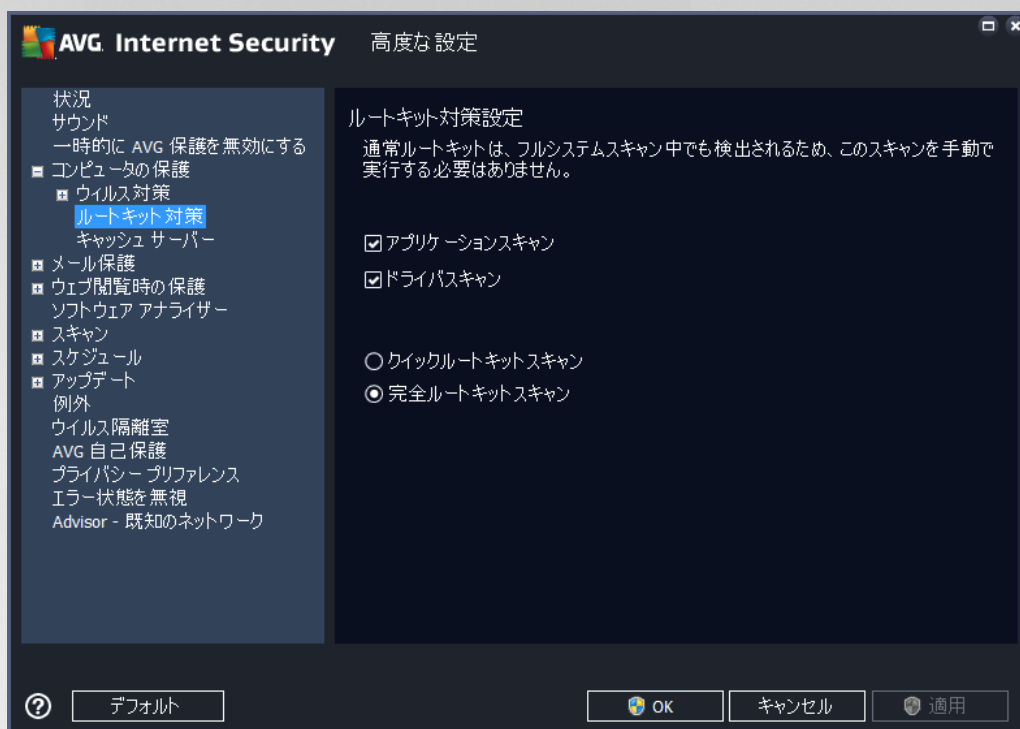 AVG Internet Security 高度な設定
状況
サウンド
一時的に AVG 保護を無効にする
コンピュータの保護
ウィルス対策
ルートキット対策
キャッシュ サーバー
メール保護
ウェブ閲覧時の保護
ソフトウェア アナライザー
スキャン
スケジュール
アップデート
例外
ウイルス隔離室
AVG 自己保護
プライバシー プリファレンス
エラー状態を無視
Advisor - 既知のネットワーク
ルートキット対策設定
通常ルートキットは、フルシステムスキャン中でも検出されるため、このスキャンを手動で
実行する必要はありません。
アプリケーションスキャン
ドライバスキャン
クイックルートキットスキャン
完全ルートキットスキャン
デフォルト
OK
キャンセル
適用